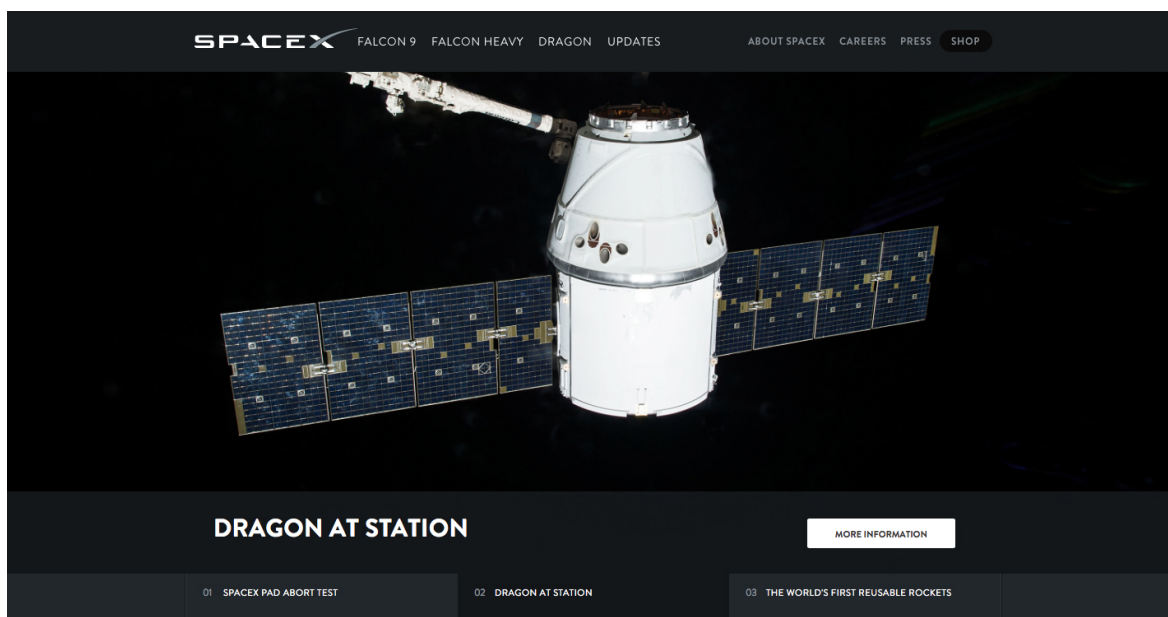 SPACEX FALCON 9 FALCON HEAVY DRAGON UPDATES ABOUT SPACEX CAREERS PRESS SHOP
DRAGON AT STATION MORE INFORMATION
01 SPACEX PAD ABORT TEST 02 DRAGON AT STATION 03 THE WORLD'S FIRST REUSABLE ROCKETS